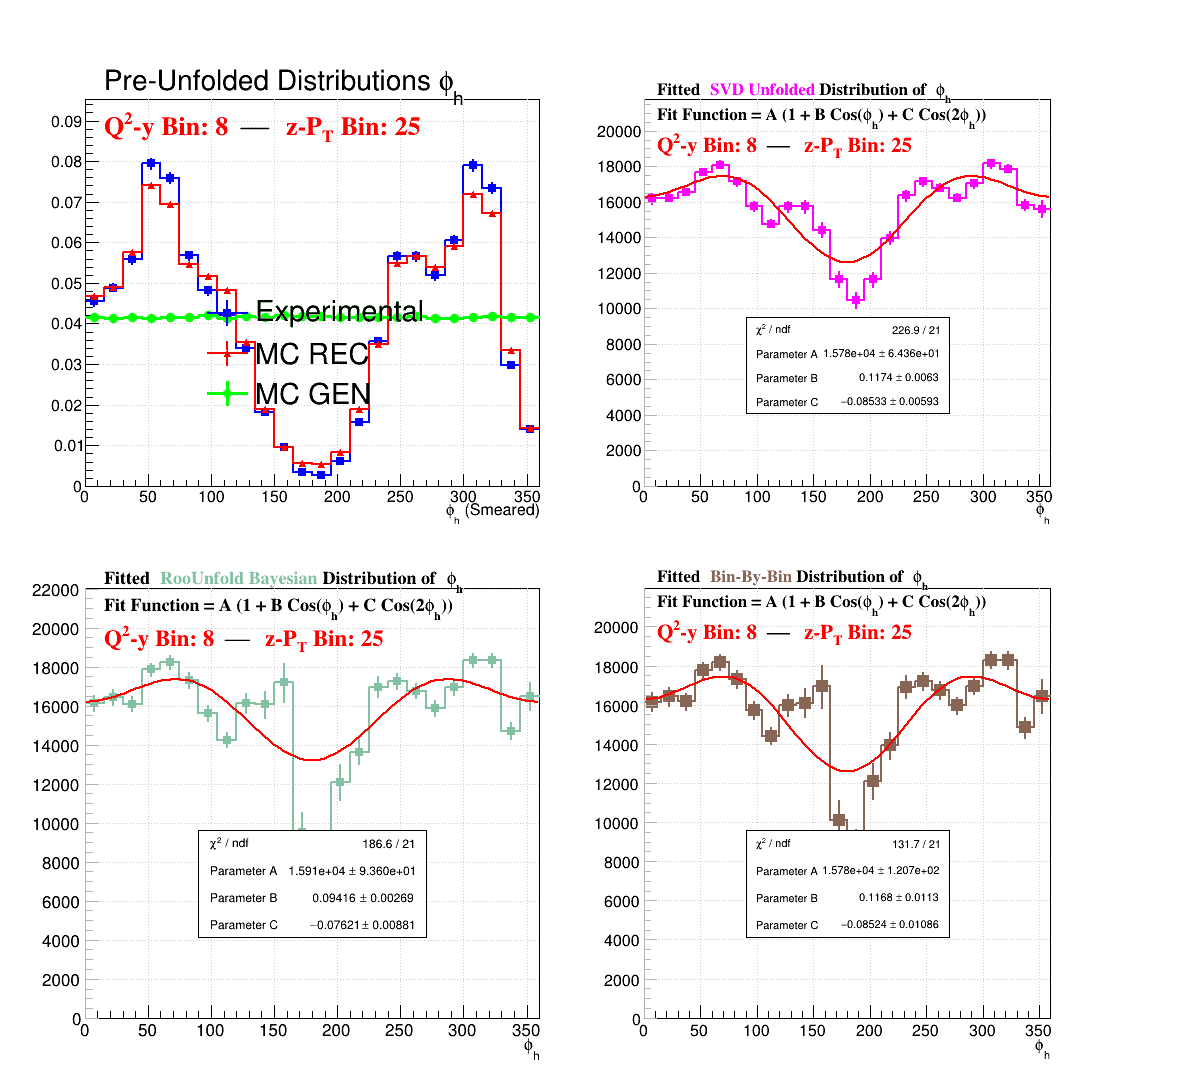 Pre-Unfolded Distributions ϕh
Q²-y Bin: 8 — z-PT Bin: 25
0.09
0.08
0.07
0.06
0.05
0.04
0.03
0.02
0.01
0
Experimental
MC REC
MC GEN
0 50 100 150 200 250 300 350
ϕh (Smeared)
Fitted SVD Unfolded Distribution of ϕh
Fit Function = A (1 + B Cos(ϕh) + C Cos(2ϕh))
Q²-y Bin: 8 — z-PT Bin: 25
20000
18000
16000
14000
12000
10000
8000
6000
4000
2000
0
χ² / ndf 226.9 / 21
Parameter A 1.578e+04 ± 6.436e+01
Parameter B 0.1174 ± 0.0063
Parameter C −0.08533 ± 0.00593
0 50 100 150 200 250 300 350
ϕh
Fitted RooUnfold Bayesian Distribution of ϕh
Fit Function = A (1 + B Cos(ϕh) + C Cos(2ϕh))
Q²-y Bin: 8 — z-PT Bin: 25
22000
20000
18000
16000
14000
12000
10000
8000
6000
4000
2000
0
χ² / ndf 186.6 / 21
Parameter A 1.591e+04 ± 9.360e+01
Parameter B 0.09416 ± 0.00269
Parameter C −0.07621 ± 0.00881
0 50 100 150 200 250 300 350
ϕh
Fitted Bin-By-Bin Distribution of ϕh
Fit Function = A (1 + B Cos(ϕh) + C Cos(2ϕh))
Q²-y Bin: 8 — z-PT Bin: 25
20000
18000
16000
14000
12000
10000
8000
6000
4000
2000
0
χ² / ndf 131.7 / 21
Parameter A 1.578e+04 ± 1.207e+02
Parameter B 0.1168 ± 0.0113
Parameter C −0.08524 ± 0.01086
0 50 100 150 200 250 300 350
ϕh